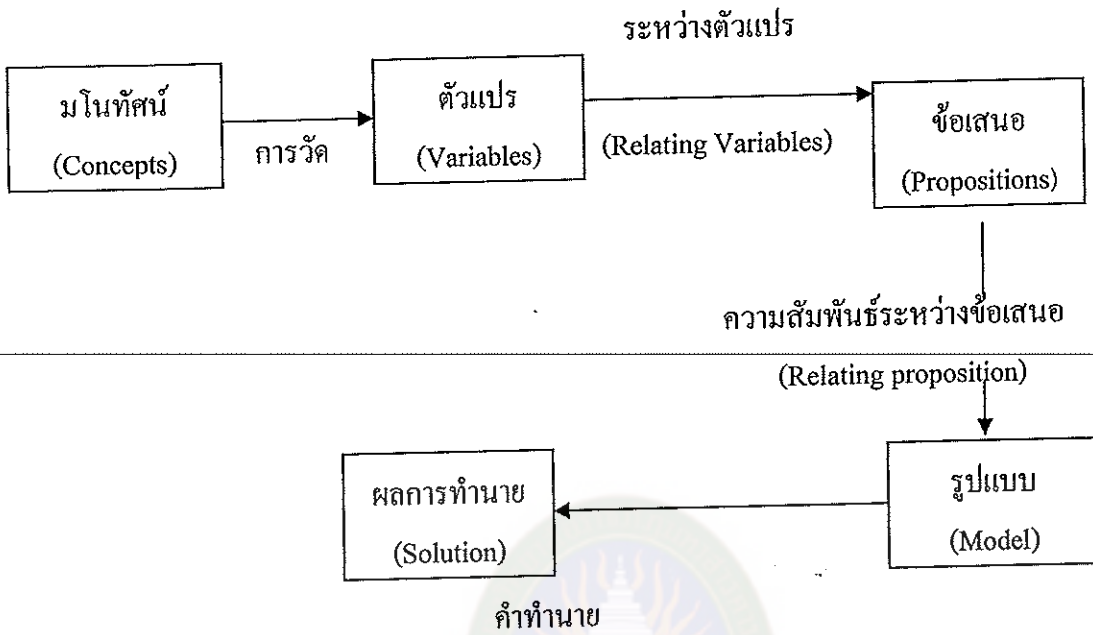 ระหว่างตัวแปร
มโนทัศน์
(Concepts)
การวัด
ตัวแปร
(Variables)
(Relating Variables)
ข้อเสนอ
(Propositions)
ความสัมพันธ์ระหว่างข้อเสนอ
(Relating proposition)
รูปแบบ
(Model)
ผลการทำนาย
(Solution)
คำทำนาย